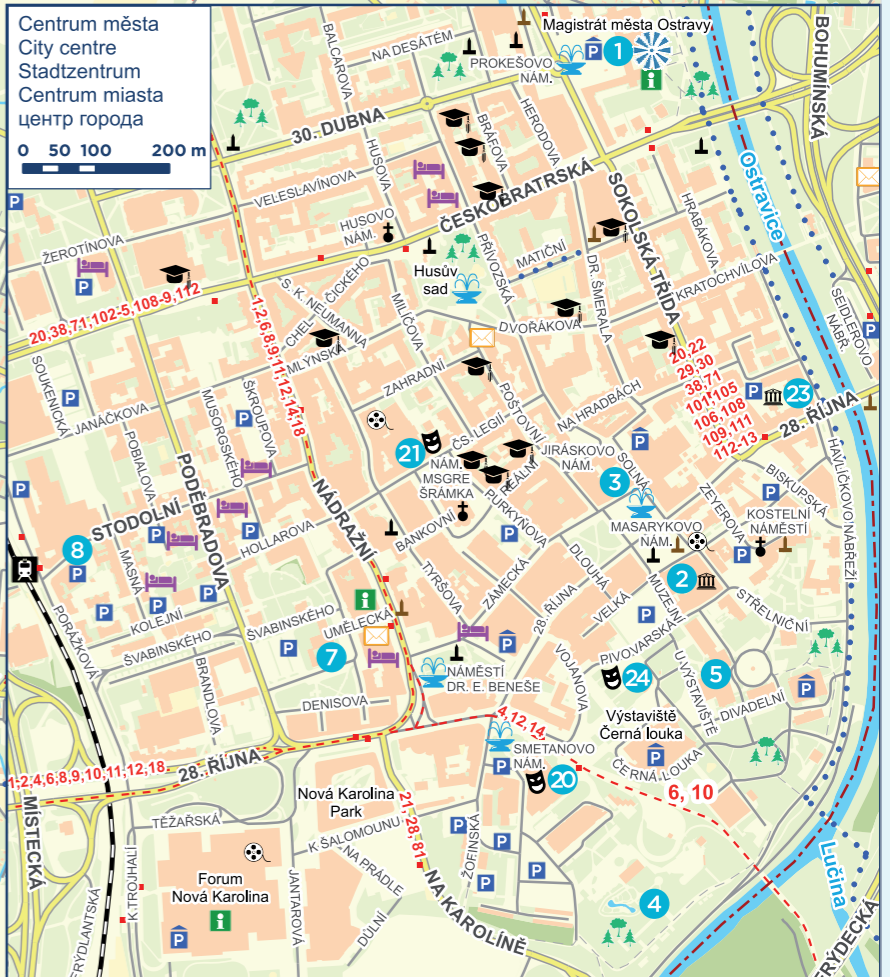 Centrum města
City centre
Stadtzentrum
Centrum miasta
центр города
0 50 100 200 m
Magistrát města Ostravy
1
NA DESÁTÉM
BALCAROVA
PROKEŠOVO
NÁM.
BOHUMÍNSKÁ
30. DUBNA
HERODOVA
BRÁFOVA
HUSOVA
VELESLAVÍNOVA
ČESKOBRATRSKÁ
Ostravice
SOKOLSKÁ TŘÍDA
HUSOVO
NÁM.
ŽEROTÍNOVA
PŘÍVOZSKÁ
MATIČNÍ
HRABÁKOVA
DR. ŠMERALA
Husův
sad
S. K. NEUMANNA
CHELČICKÉHO
MILÍČOVA
KRATOCHVÍLOVA
SEIDLEROVO
NÁBŘ.
20,38,71,102-5,108-9,112
1,2,6,8,9,11,12,14,18
DVOŘÁKOVA
MLÝNSKÁ
SOUKENICKÁ
ZAHRADNÍ
20,22
29,30
38,71
101-105
106,108
109,111
112-13
23
28. ŘÍJNA
JANÁČKOVA
ŠKROUPOVA
MUSORGSKÉHO
POBIALOVA
PODĚBRADOVA
POŠTOVNÍ
NA HRADBÁCH
ČS. LEGIÍ
21
NÁM.
MSGRE
ŠRÁMKA
REÁLNÍ
JIRÁSKOVO
NÁM.
3
SOLNÁ
HAVLÍČKOVO NÁBŘEŽÍ
BISKUPSKÁ
ZEYEROVA
KOSTELNÍ
NÁMĚSTÍ
MASARYKOVO
NÁM.
NÁDRAŽNÍ
STODOLNÍ
8
MASNÁ
HOLLAROVA
BANKOVNÍ
PURKYŇOVA
TYRŠOVA
ZÁMECKÁ
DLOUHÁ
VELKÁ
2
MUZEJNÍ
STŘELNIČNÍ
KOLEJNÍ
PORÁŽKOVÁ
ŠVABINSKÉHO
ŠVABINSKÉHO
UMĚLECKÁ
7
28. ŘÍJNA
PIVOVARSKÁ
VOJANOVA
24
U VÝSTAVIŠTĚ
5
DIVADELNÍ
BRANDLOVA
NÁMĚSTÍ
DR. E. BENEŠE
DENISOVA
4,12,14
Výstaviště
Černá louka
ČERNÁ LOUKA
SMETANOVO
NÁM.
20
6, 10
28. ŘÍJNA
1-2,4,6,8,9,10,11,12,18
MÍSTECKÁ
TĚŽAŘSKÁ
Nová Karolina
Park
21, 28, 81
K ŠALOMOUNU
NA PRÁDLE
ŽOFINSKÁ
K TROJHALÍ
Forum
Nová Karolina
JANTAROVÁ
DŮLNÍ
NA KAROLÍNĚ
4
Lučina
FRÝDLANTSKÁ
FRÝDECKÁ